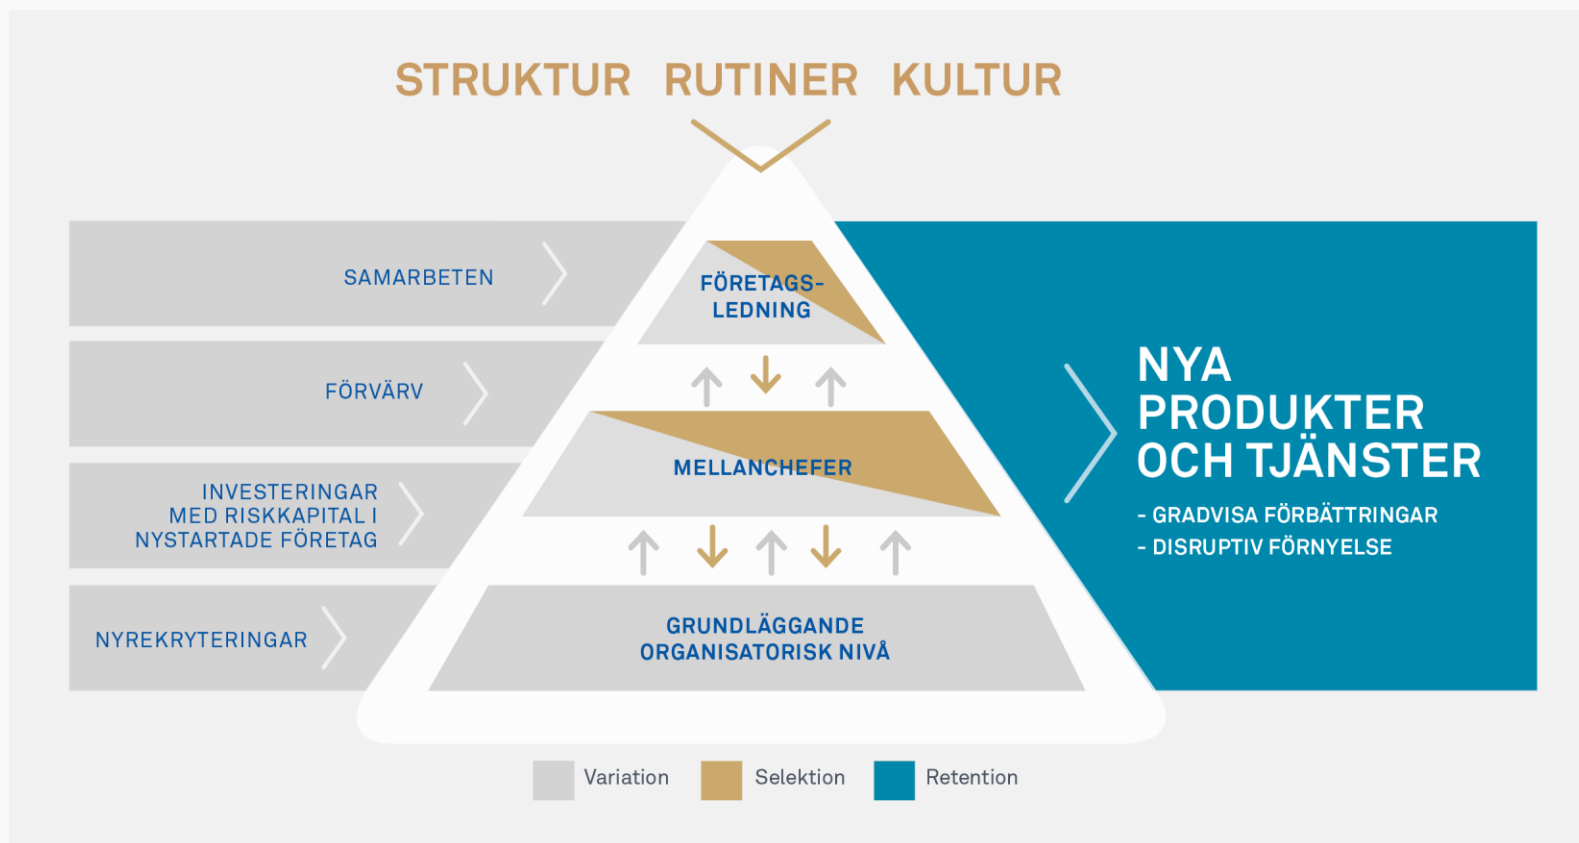 STRUKTUR RUTINER KULTUR
SAMARBETEN
FÖRVÄRV
INVESTERINGAR
MED RISKKAPITAL I
NYSTARTADE FÖRETAG
NYREKRYTERINGAR
FÖRETAGS-
LEDNING
MELLANCHEFER
GRUNDLÄGGANDE
ORGANISATORISK NIVÅ
NYA
PRODUKTER
OCH TJÄNSTER
- GRADVISA FÖRBÄTTRINGAR
- DISRUPTIV FÖRNYELSE
Variation Selektion Retention